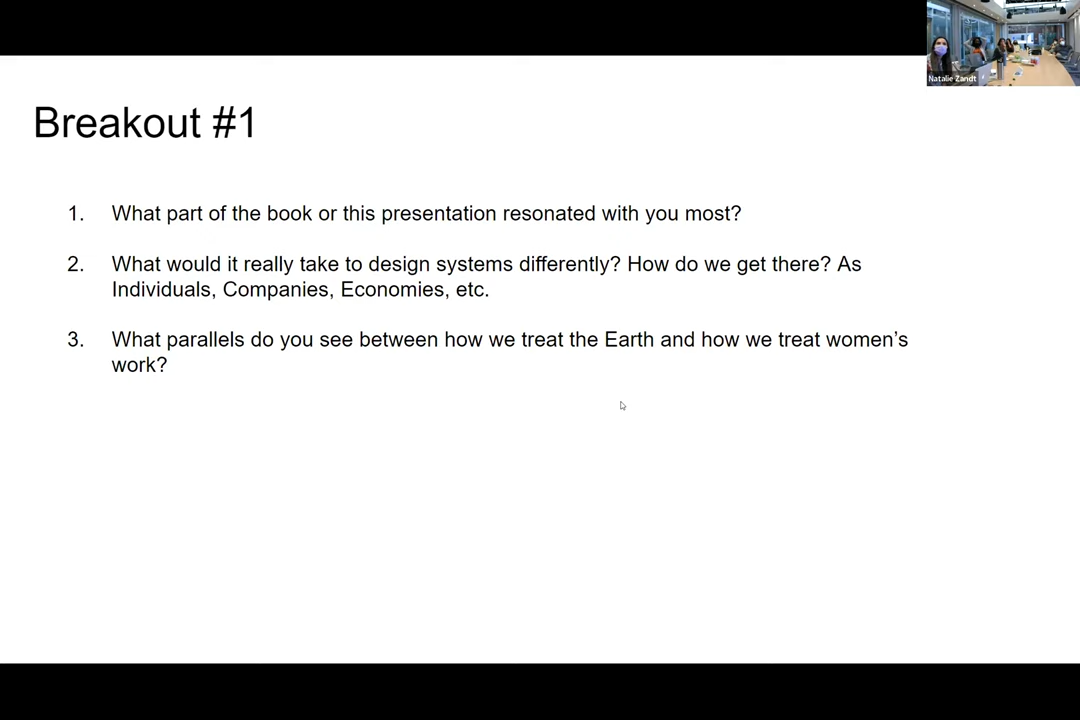 Natalie Zandt
Breakout #1
1. What part of the book or this presentation resonated with you most?
2. What would it really take to design systems differently? How do we get there? As
Individuals, Companies, Economies, etc.
3. What parallels do you see between how we treat the Earth and how we treat women’s
work?